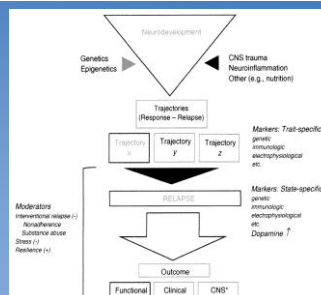 Neurodevelopment
Genetics
Epigenetics
CNS trauma
Neuroinflammation
Other (e.g., nutrition)
Trajectories
(Response – Relapse)
Trajectory
x
Trajectory
y
Trajectory
z
Markers: Trait-specific
genetic
immunologic
electrophysiological
etc.
RELAPSE
Markers: State-specific
genetic
immunologic
electrophysiological
etc.
Dopamine ↑
Moderators
Interventional relapse (-)
Nonadherence
Substance abuse
Stress (-)
Resilience (+)
Outcome
Functional
Clinical
CNS*